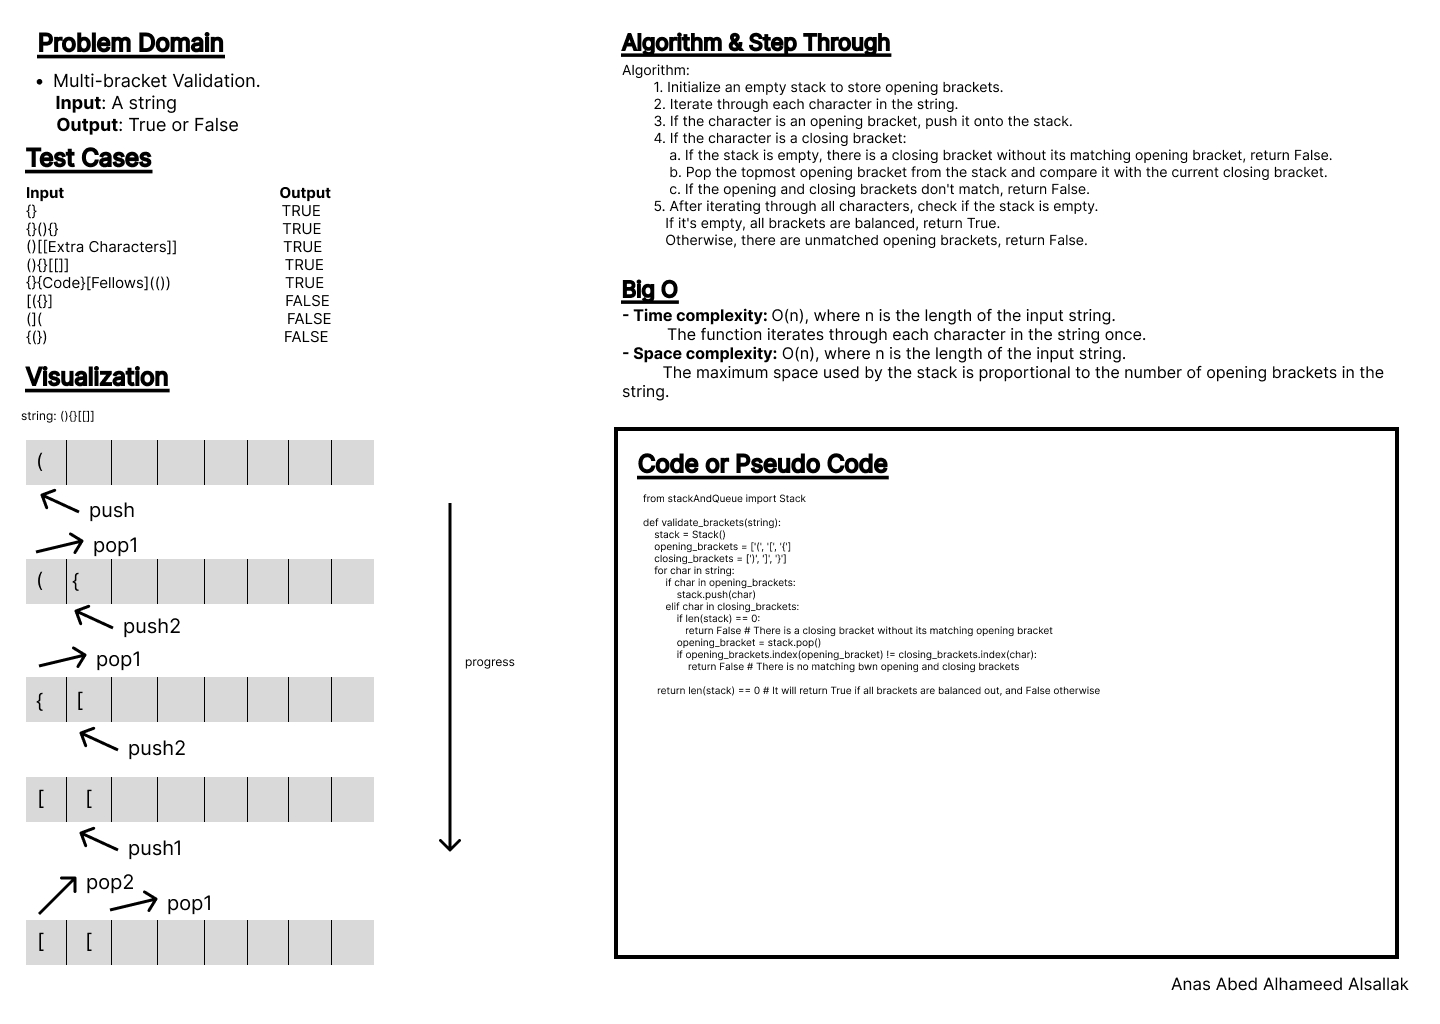 Problem Domain
• Multi-bracket Validation.
Input: A string
Output: True or False
Test Cases
Input Output
{} TRUE
{}(){} TRUE
()[[Extra Characters]] TRUE
(){}[[]] TRUE
{}{Code}[Fellows](()) TRUE
[({}] FALSE
(]( FALSE
{(}) FALSE
Visualization
string: (){}[[]]
(
push
pop1
( {
push2
pop1
{ [
push2
[ [
push1
pop2
pop1
[ [
progress
Algorithm & Step Through
Algorithm:
1. Initialize an empty stack to store opening brackets.
2. Iterate through each character in the string.
3. If the character is an opening bracket, push it onto the stack.
4. If the character is a closing bracket:
a. If the stack is empty, there is a closing bracket without its matching opening bracket, return False.
b. Pop the topmost opening bracket from the stack and compare it with the current closing bracket.
c. If the opening and closing brackets don't match, return False.
5. After iterating through all characters, check if the stack is empty.
If it's empty, all brackets are balanced, return True.
Otherwise, there are unmatched opening brackets, return False.
Big O
- Time complexity: O(n), where n is the length of the input string.
The function iterates through each character in the string once.
- Space complexity: O(n), where n is the length of the input string.
The maximum space used by the stack is proportional to the number of opening brackets in the
string.
Code or Pseudo Code
from stackAndQueue import Stack
def validate_brackets(string):
stack = Stack()
opening_brackets = ['(', '[', '{']
closing_brackets = [')', ']', '}']
for char in string:
if char in opening_brackets:
stack.push(char)
elif char in closing_brackets:
if len(stack) == 0:
return False # There is a closing bracket without its matching opening bracket
opening_bracket = stack.pop()
if opening_brackets.index(opening_bracket) != closing_brackets.index(char):
return False # There is no matching bwn opening and closing brackets
return len(stack) == 0 # It will return True if all brackets are balanced out, and False otherwise
Anas Abed Alhameed Alsallak